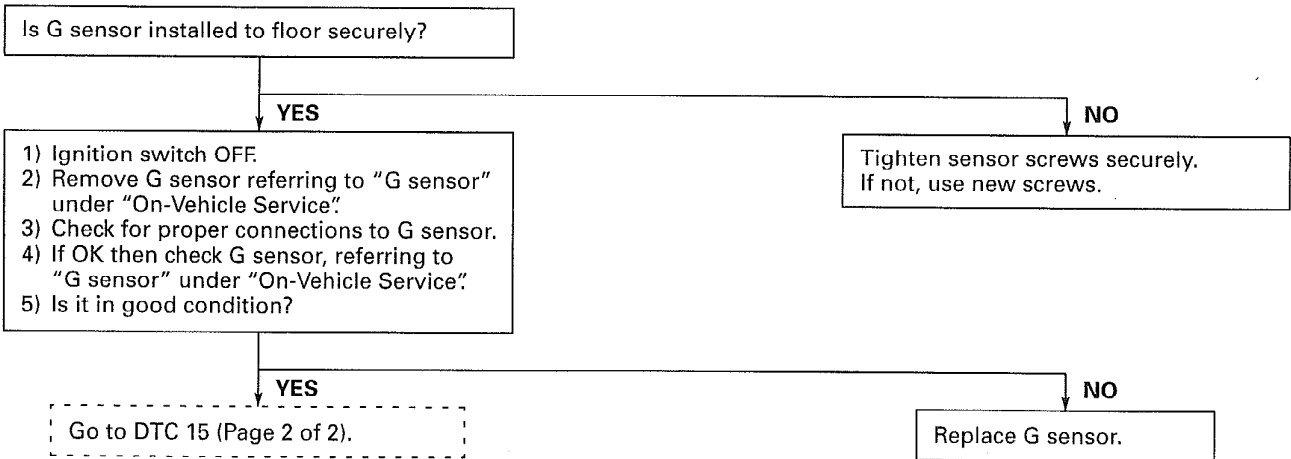 Is G sensor installed to floor securely?
YES
NO
1) Ignition switch OFF.
2) Remove G sensor referring to "G sensor"
under "On-Vehicle Service".
3) Check for proper connections to G sensor.
4) If OK then check G sensor, referring to
"G sensor" under "On-Vehicle Service".
5) Is it in good condition?
Tighten sensor screws securely.
If not, use new screws.
YES
NO
Go to DTC 15 (Page 2 of 2).
Replace G sensor.